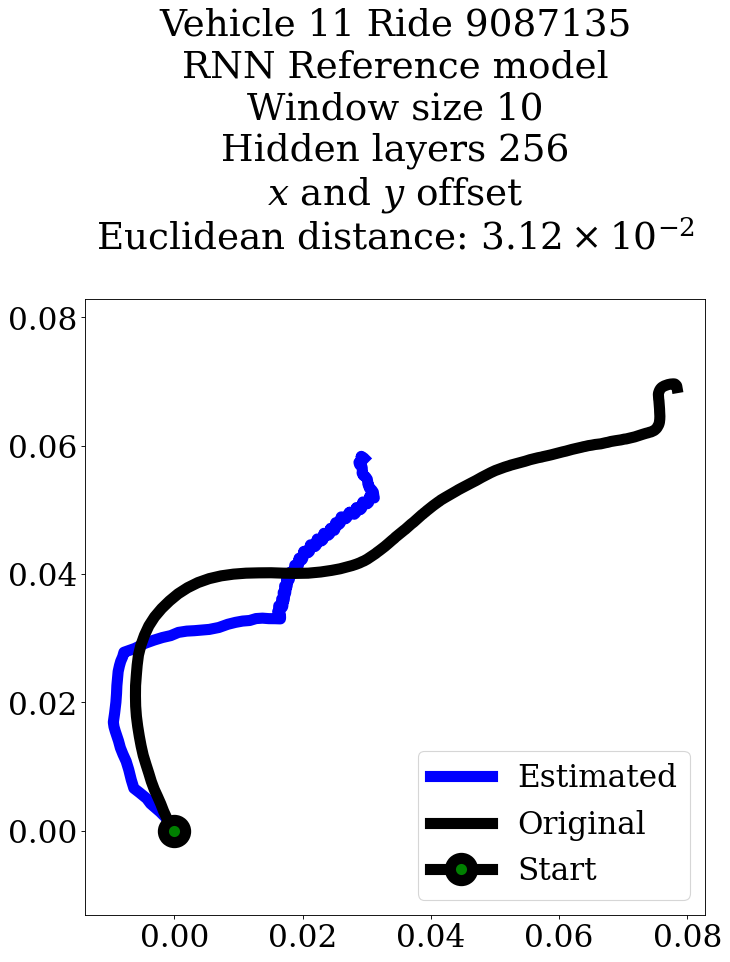 Vehicle 11 Ride 9087135
RNN Reference model
Window size 10
Hidden layers 256
x and y offset
Euclidean distance: 3.12 × 10⁻²
0.08
0.06
0.04
0.02
0.00
Estimated
Original
Start
0.00 0.02 0.04 0.06 0.08